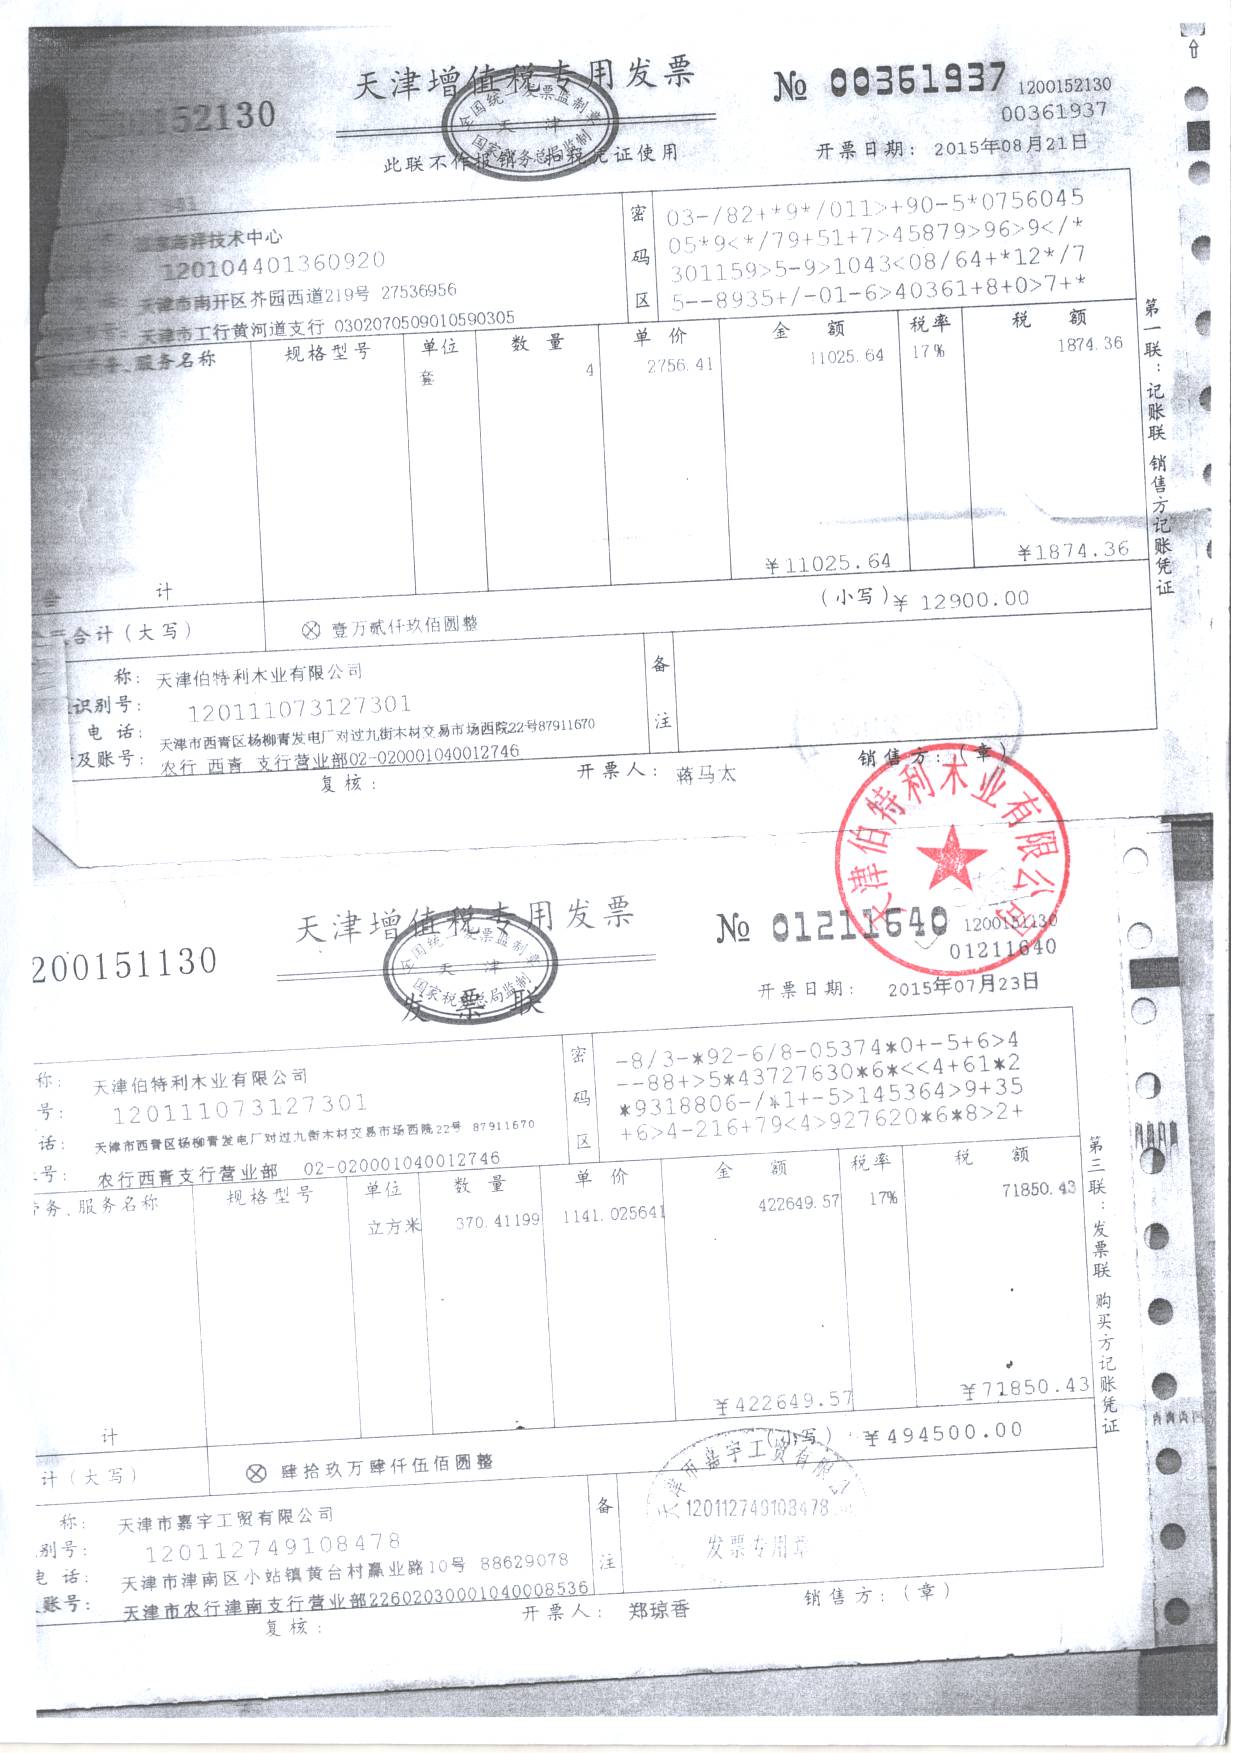 天津增值税专用发票
№ 00361937
1200152130
00361937
152130
此联不作报销、扣税凭证使用
开票日期: 2015年08月21日
全国统一发票监制章
天 津
国家税务总局监制
海洋技术中心
120104401360920
天津市南开区芥园西道219号 27536956
天津市工行黄河道支行 0302070509010590305
密码区
03-/82+*9*/011>+90-5*0756045
05*9<*/79+51+7>45879>96>9</*
301159>5-9>1043<08/64+*12*/7
5--8935+/-01-6>40361+8+0>7+*
务、服务名称 规格型号 单位 数 量 单 价 金 额 税率 税 额
套 4 2756.41 11025.64 17% 1874.36
合 计 ¥11025.64 ¥1874.36
合计(大写) ⊗ 壹万贰仟玖佰圆整 (小写)¥ 12900.00
称: 天津伯特利木业有限公司
识别号: 120111073127301
电 话: 天津市西青区杨柳青发电厂对过九街木材交易市场西院22号87911670
及账号: 农行 西青 支行营业部02-020001040012746
备注
复核: 开票人: 蒋马太 销售方:(章)
第一联:记账联 销售方记账凭证
天津伯特利木业有限公司
天津增值税专用发票
№ 01211640
1200151130
01211640
200151130
全国统一发票监制章
天 津
国家税务总局监制
发 票 联
开票日期: 2015年07月23日
称: 天津伯特利木业有限公司
号: 120111073127301
话: 天津市西青区杨柳青发电厂对过九街木材交易市场西院22号 87911670
号: 农行西青支行营业部 02-020001040012746
密码区
-8/3-*92-6/8-05374*0+-5+6>4
--88+>5*43727630*6*<<4+61*2
*9318806-/*1+-5>145364>9+35
+6>4-216+79<4>927620*6*8>2+
务、服务名称 规格型号 单位 数 量 单 价 金 额 税率 税 额
立方米 370.41199 1141.025641 422649.57 17% 71850.43
计 ¥422649.57 ¥71850.43
计(大写) ⊗ 肆拾玖万肆仟伍佰圆整 (小写) ¥494500.00
称: 天津市嘉宇工贸有限公司
别号: 120112749108478
电 话: 天津市津南区小站镇黄台村赢业路10号 88629078
账号: 天津市农行津南支行营业部22602030001040008536
备注
天津市嘉宇工贸有限公司
120112749108478
发票专用章
复核: 开票人: 郑琼香 销售方:(章)
第三联:发票联 购买方记账凭证